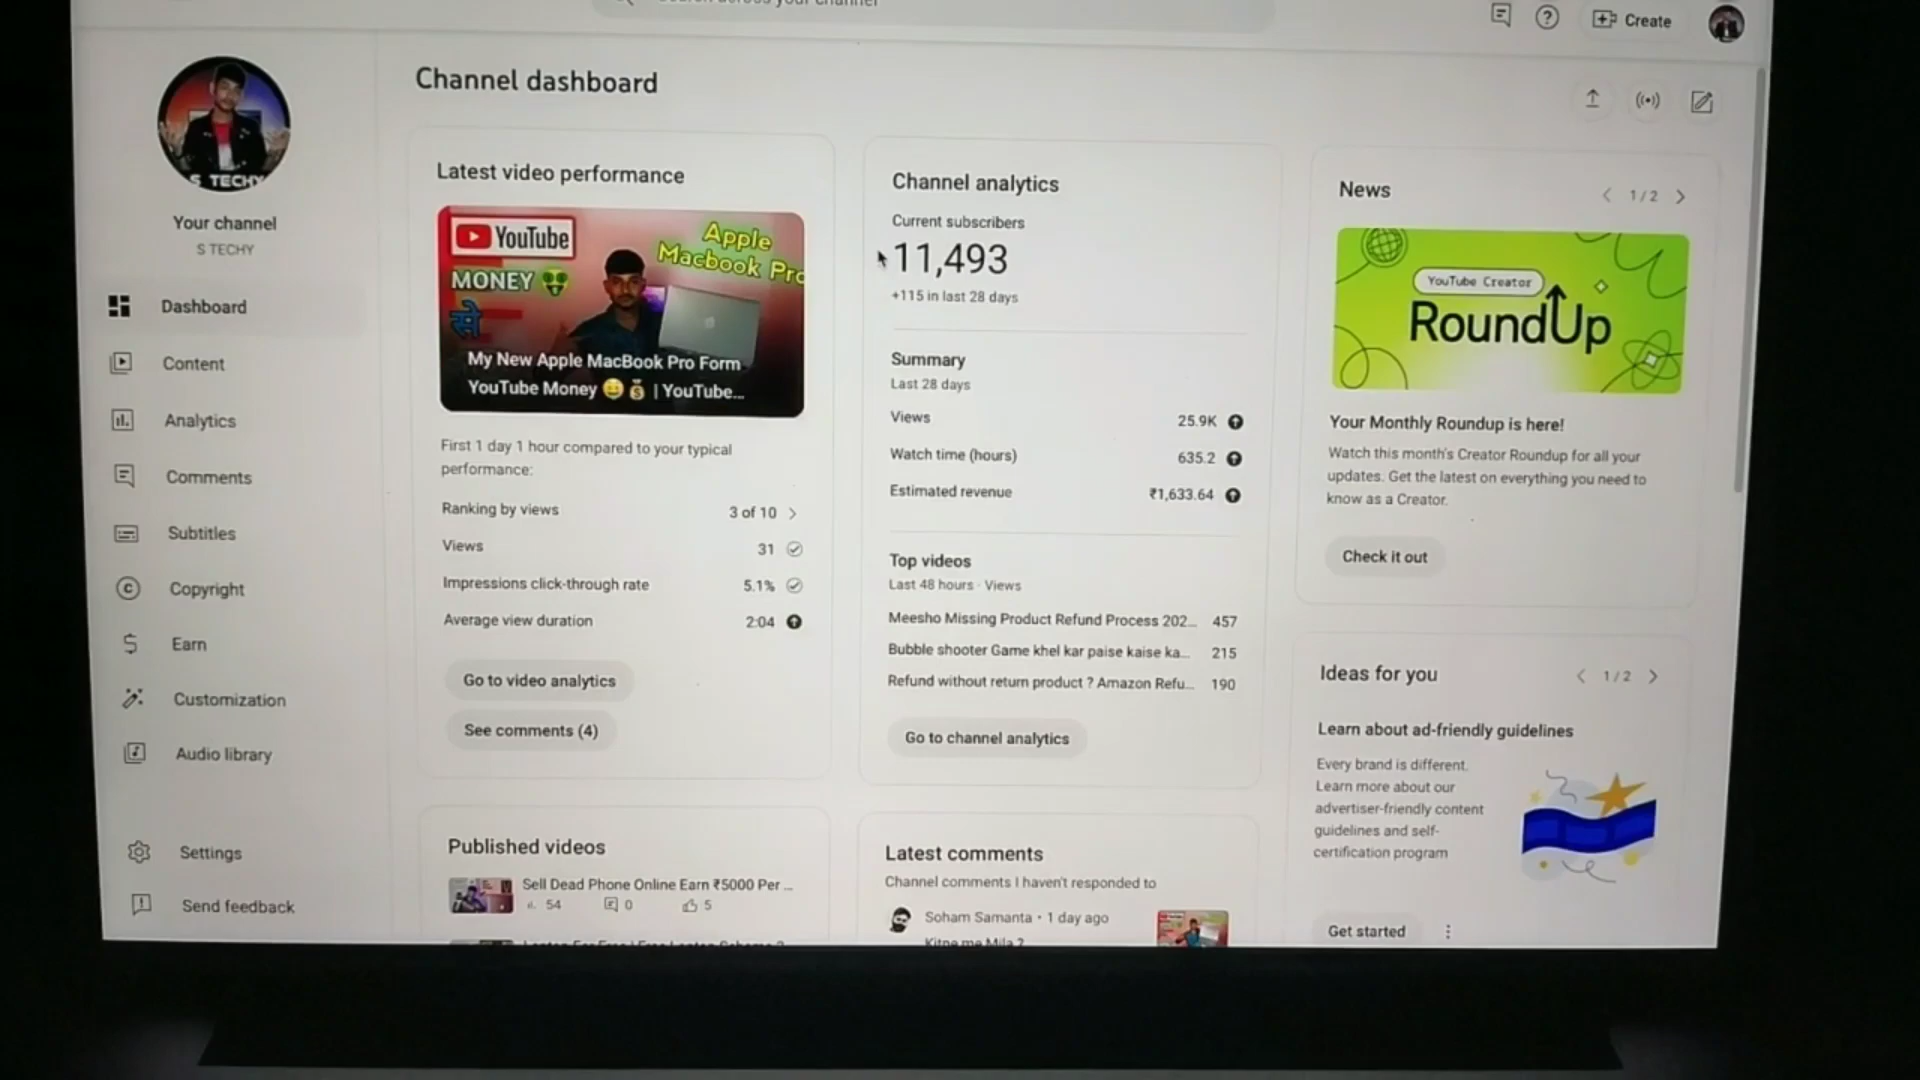 Create
S TECHY
Your channel
S TECHY
Dashboard
Content
Analytics
Comments
Subtitles
Copyright
Earn
Customization
Audio library
Settings
Send feedback
Channel dashboard
Latest video performance
YouTube
MONEY 🤑
से
Apple
Macbook Pro
My New Apple MacBook Pro Form
YouTube Money 🤑 💰 | YouTube...
First 1 day 1 hour compared to your typical
performance:
Ranking by views 3 of 10
Views 31
Impressions click-through rate 5.1%
Average view duration 2:04
Go to video analytics
See comments (4)
Published videos
Sell Dead Phone Online Earn ₹5000 Per ...
54 0 5
Channel analytics
Current subscribers
11,493
+115 in last 28 days
Summary
Last 28 days
Views 25.9K
Watch time (hours) 635.2
Estimated revenue ₹1,633.64
Top videos
Last 48 hours · Views
Meesho Missing Product Refund Process 202... 457
Bubble shooter Game khel kar paise kaise ka... 215
Refund without return product ? Amazon Refu... 190
Go to channel analytics
Latest comments
Channel comments I haven't responded to
Soham Samanta • 1 day ago
Kitne me Mila ?
News 1 / 2
YouTube Creator
RoundUp
Your Monthly Roundup is here!
Watch this month's Creator Roundup for all your
updates. Get the latest on everything you need to
know as a Creator.
Check it out
Ideas for you 1 / 2
Learn about ad-friendly guidelines
Every brand is different.
Learn more about our
advertiser-friendly content
guidelines and self-
certification program
Get started